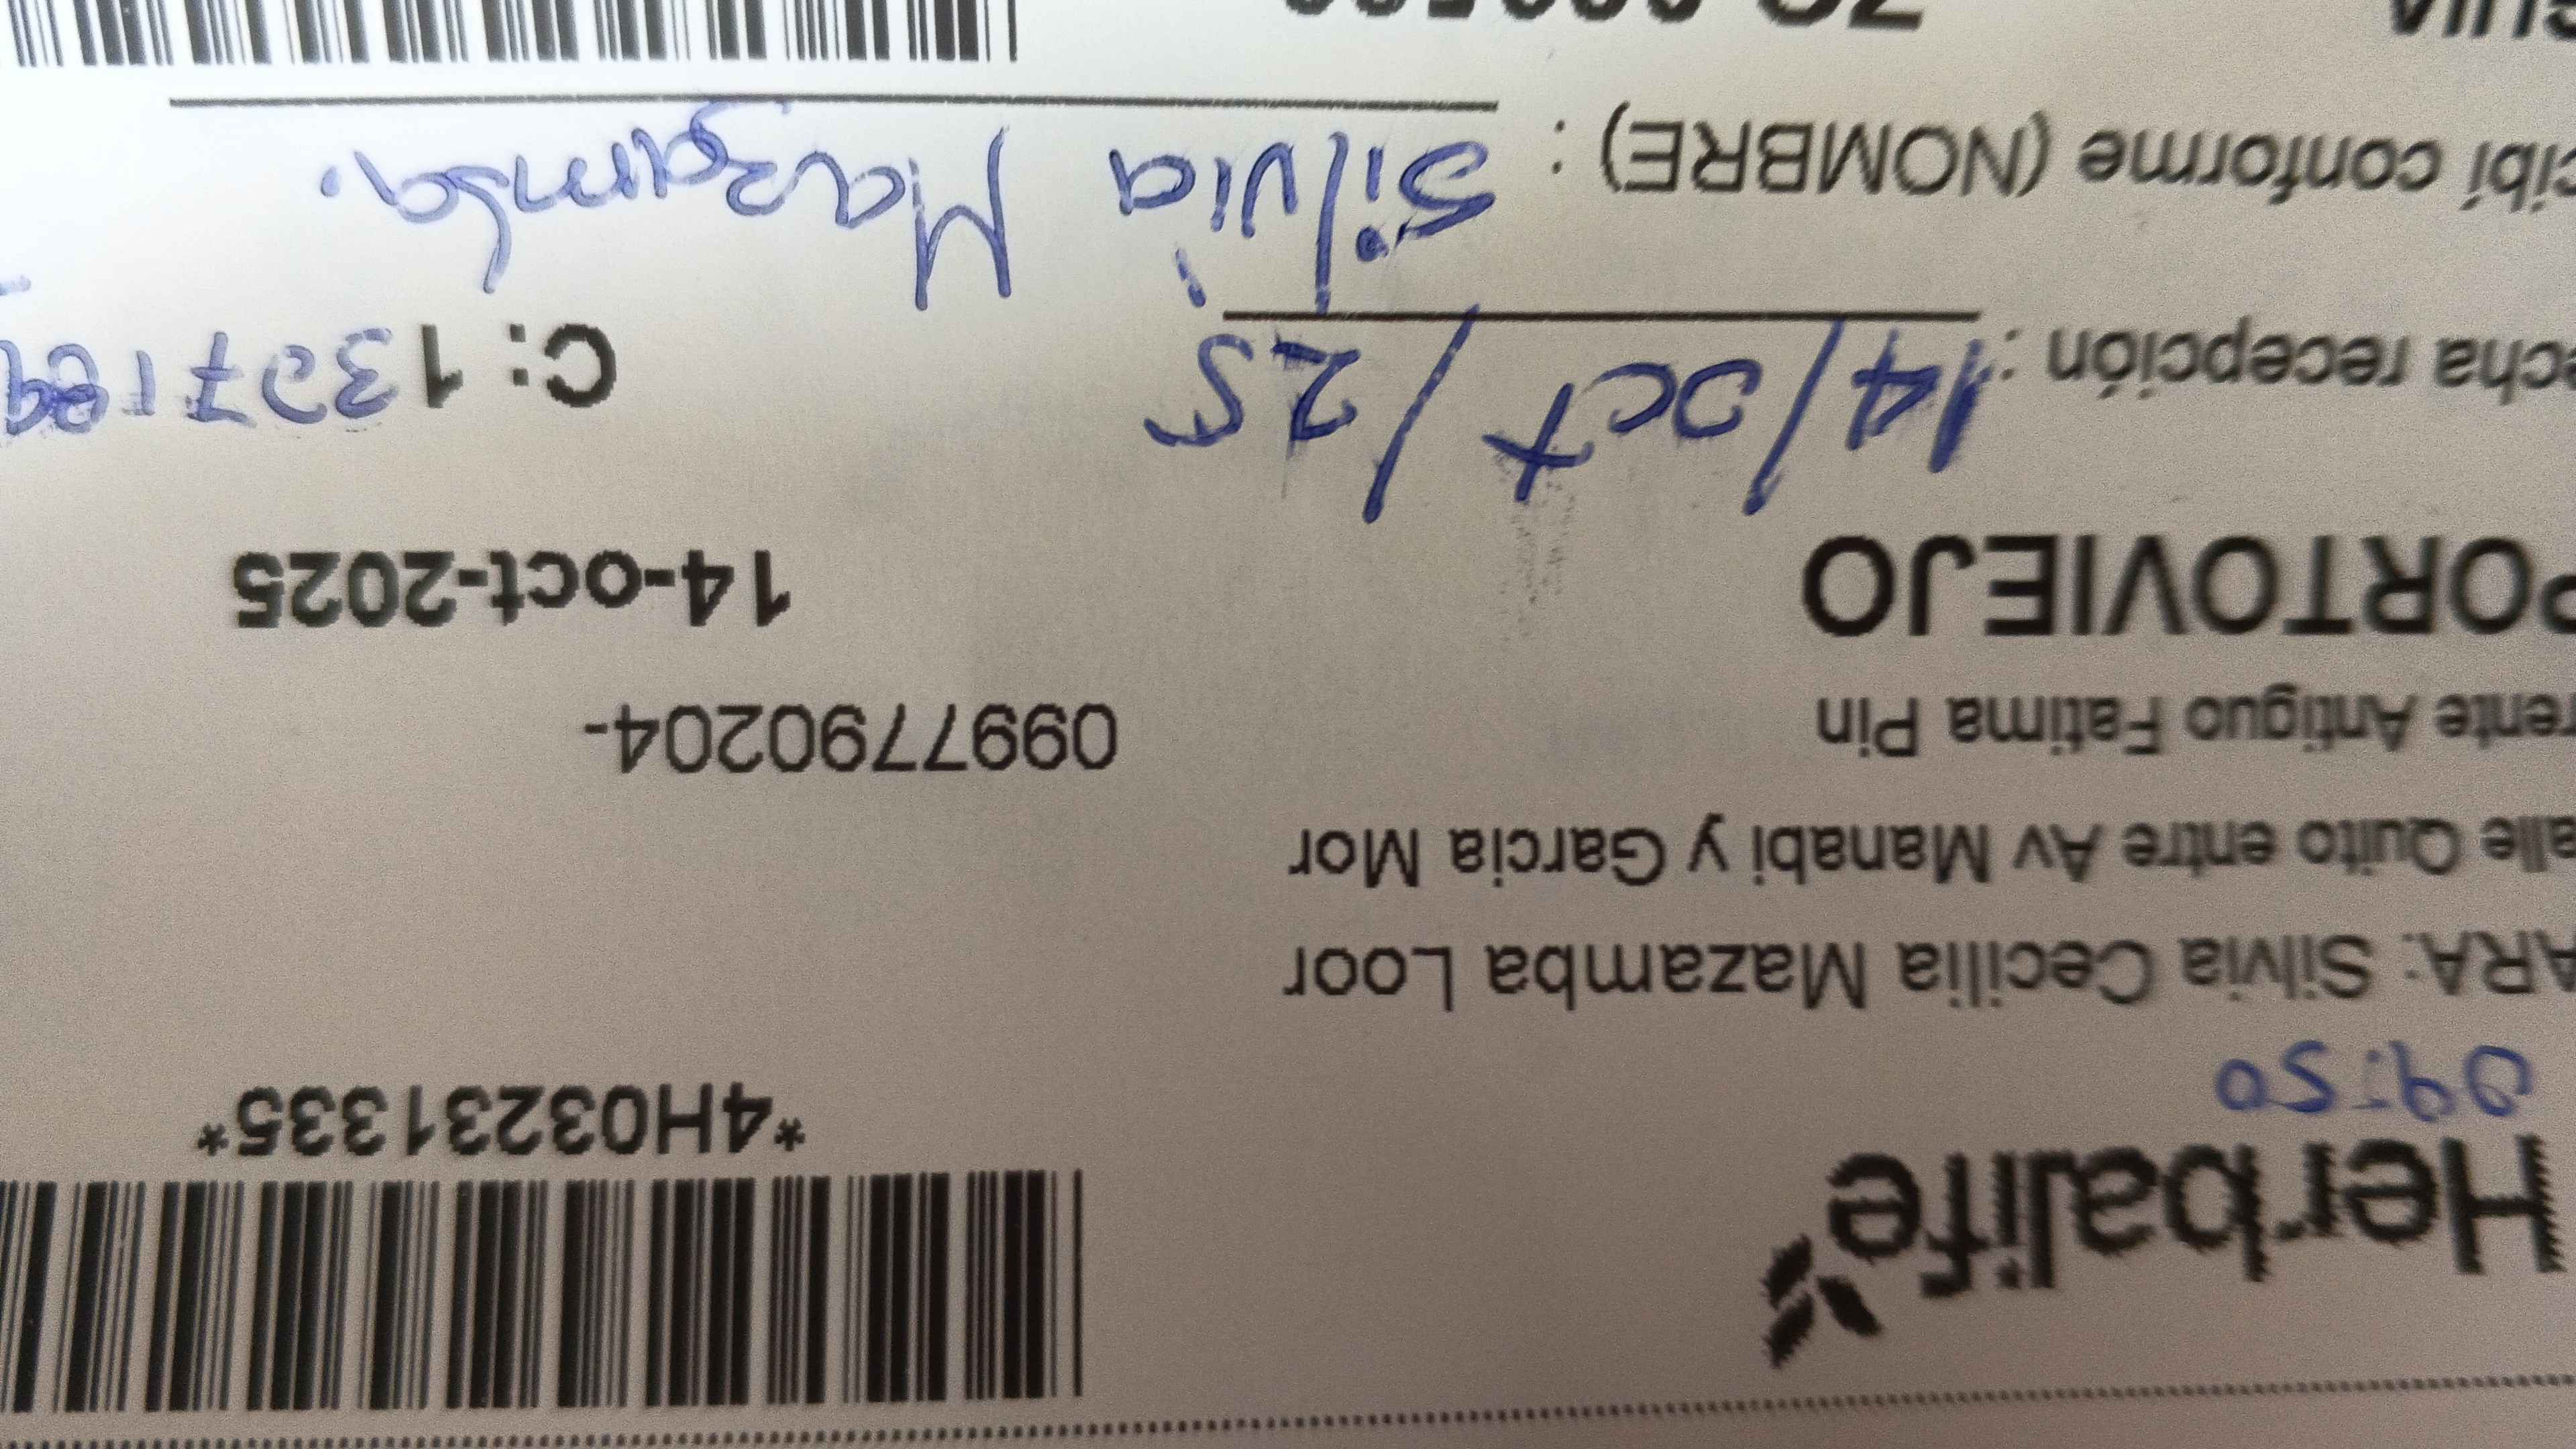 Herbalife
*4H03231335*
09:50
ARA: Silvia Cecilia Mazamba Loor
alle Quito entre Av Manabi y Garcia Mor
rente Antiguo Fatima Pin
0997790204-
PORTOVIEJO
14-oct-2025
echa recepción : 14/oct/25
C: 1
cibí conforme (NOMBRE) : Silvia Mazamba.